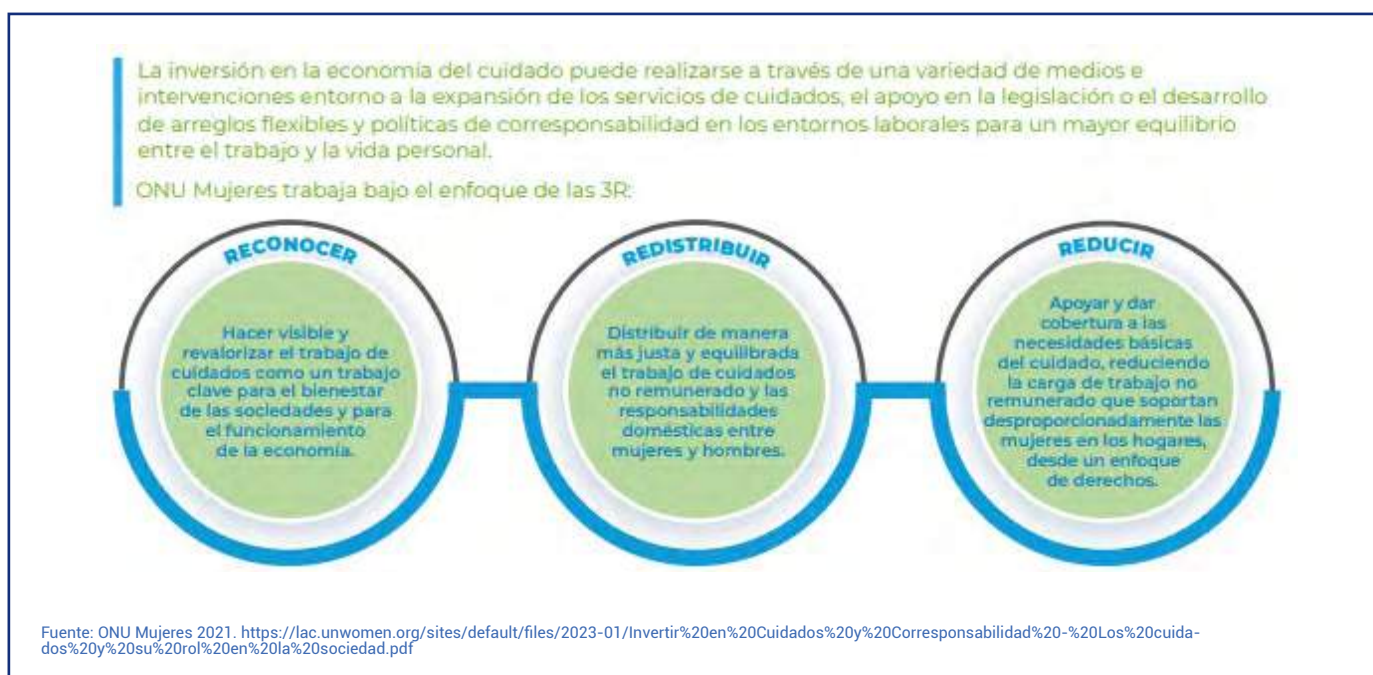 La inversión en la economía del cuidado puede realizarse a través de una variedad de medios e
intervenciones entorno a la expansión de los servicios de cuidados, el apoyo en la legislación o el desarrollo
de arreglos flexibles y políticas de corresponsabilidad en los entornos laborales para un mayor equilibrio
entre el trabajo y la vida personal.
ONU Mujeres trabaja bajo el enfoque de las 3R:
RECONOCER
Hacer visible y
revalorizar el trabajo de
cuidados como un trabajo
clave para el bienestar
de las sociedades y para
el funcionamiento
de la economía.
REDISTRIBUIR
Distribuir de manera
más justa y equilibrada
el trabajo de cuidados
no remunerado y las
responsabilidades
domésticas entre
mujeres y hombres.
REDUCIR
Apoyar y dar
cobertura a las
necesidades básicas
del cuidado, reduciendo
la carga de trabajo no
remunerado que soportan
desproporcionadamente las
mujeres en los hogares,
desde un enfoque
de derechos.
Fuente: ONU Mujeres 2021. https://lac.unwomen.org/sites/default/files/2023-01/Invertir%20en%20Cuidados%20y%20Corresponsabilidad%20-%20Los%20cuida-
dos%20y%20su%20rol%20en%20la%20sociedad.pdf